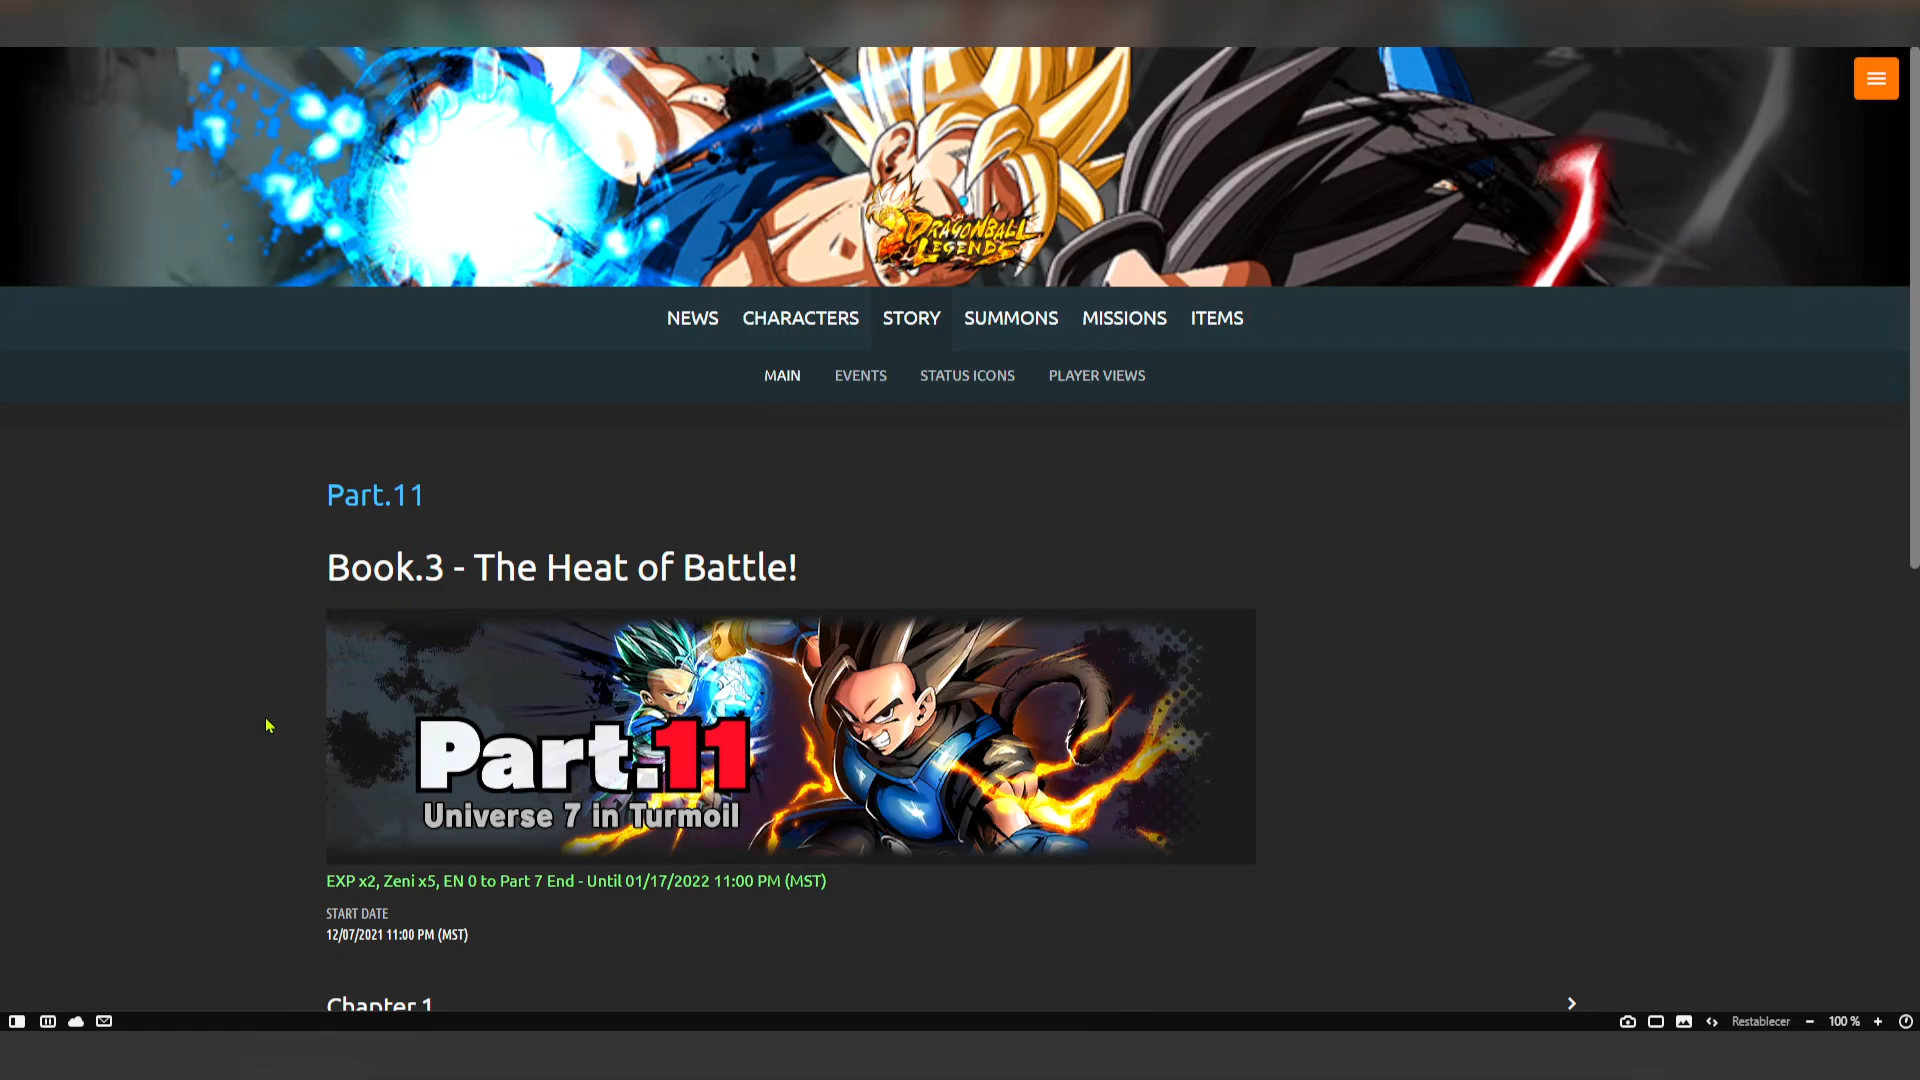 DRAGONBALL
LEGENDS
NEWS CHARACTERS STORY SUMMONS MISSIONS ITEMS
MAIN EVENTS STATUS ICONS PLAYER VIEWS
Part.11
Book.3 - The Heat of Battle!
Part.11
Universe 7 in Turmoil
EXP x2, Zeni x5, EN 0 to Part 7 End - Until 01/17/2022 11:00 PM (MST)
START DATE
12/07/2021 11:00 PM (MST)
Chapter 1
Restablecer - 100 % +